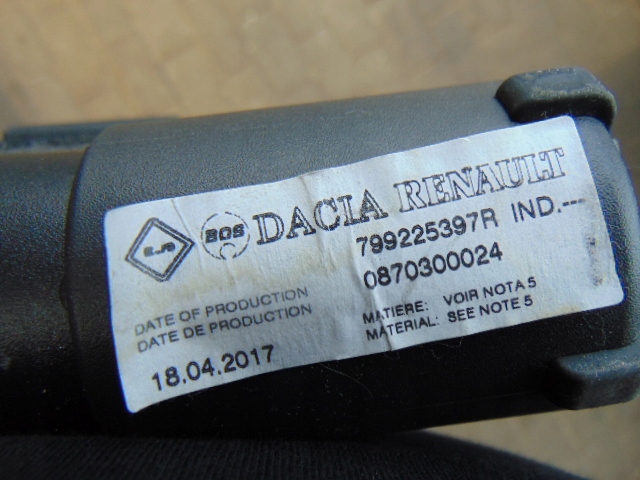 BOS DACIA RENAULT
799225397R IND.---
0870300024
DATE OF PRODUCTION
DATE DE PRODUCTION
18.04.2017
MATIERE: VOIR NOTA 5
MATERIAL: SEE NOTE 5